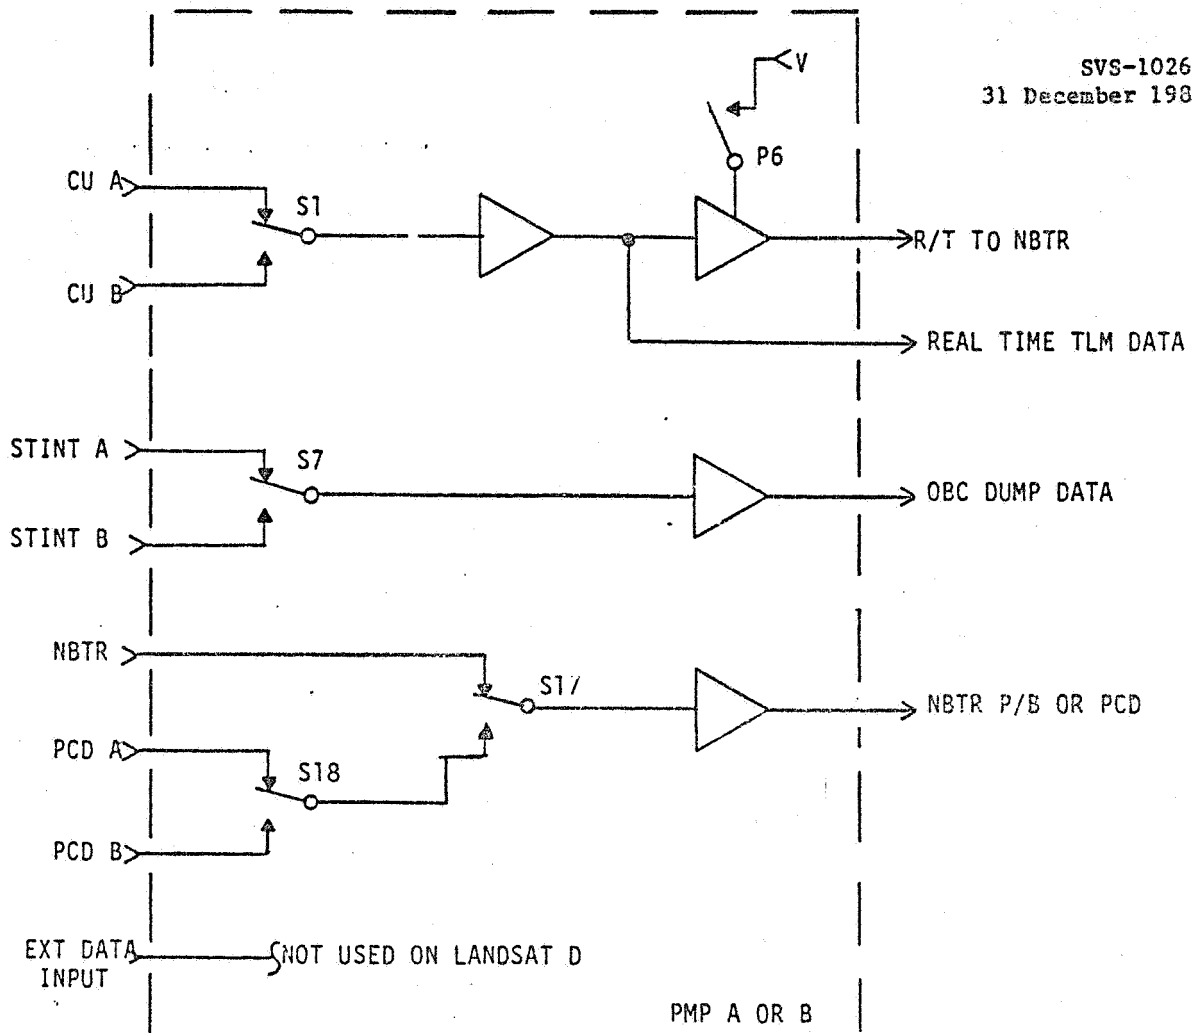 SVS-1026
31 December 198
V
P6
CU A
S1
CU B
R/T TO NBTR
REAL TIME TLM DATA
STINT A
S7
STINT B
OBC DUMP DATA
NBTR
S17
NBTR P/B OR PCD
PCD A
S18
PCD B
EXT DATA
INPUT
NOT USED ON LANDSAT D
PMP A OR B